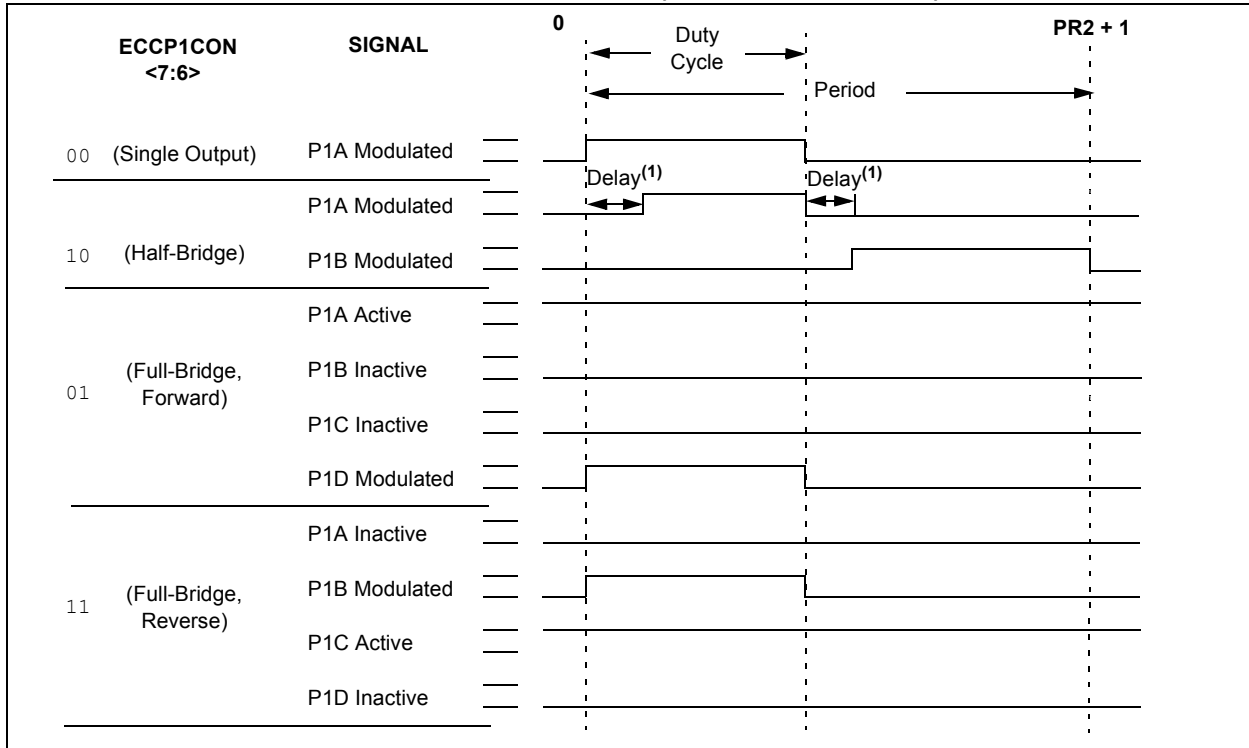 0
PR2 + 1
ECCP1CON
<7:6>
SIGNAL
Duty
Cycle
Period
00 (Single Output) P1A Modulated
Delay(1) Delay(1)
P1A Modulated
10 (Half-Bridge) P1B Modulated
P1A Active
01 (Full-Bridge,
Forward)
P1B Inactive
P1C Inactive
P1D Modulated
P1A Inactive
11 (Full-Bridge,
Reverse)
P1B Modulated
P1C Active
P1D Inactive